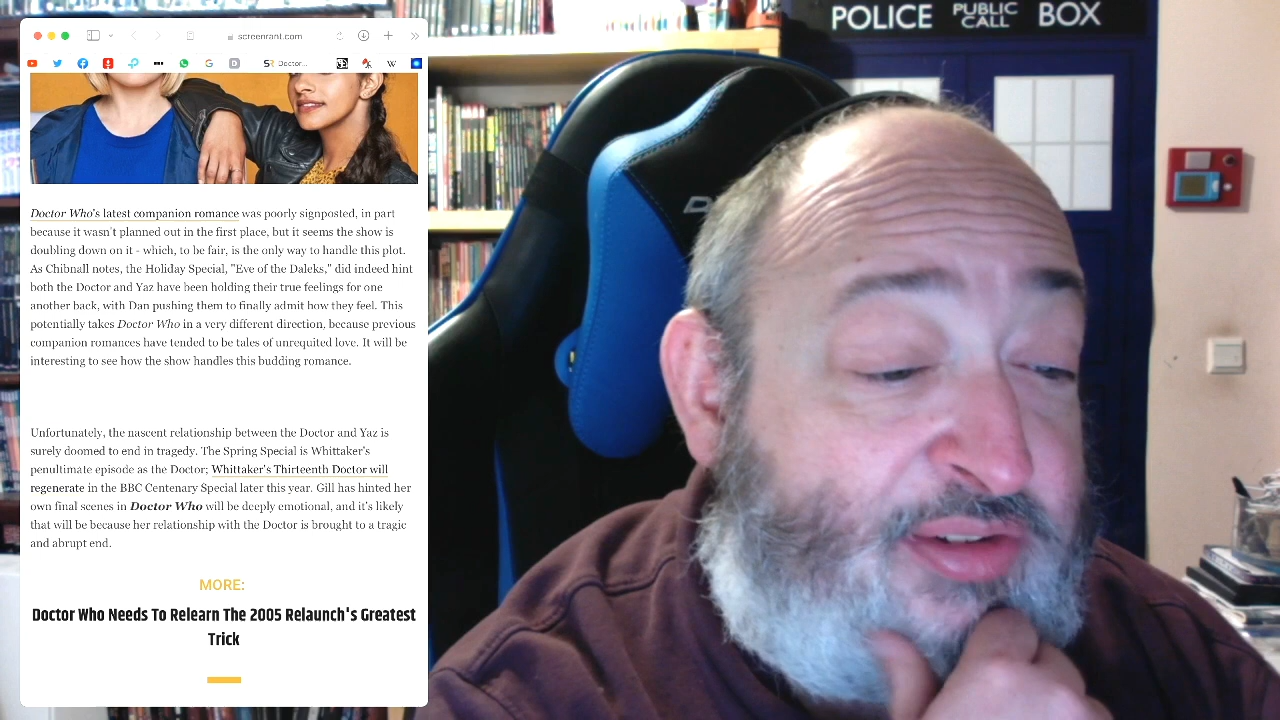 screenrant.com
SR Doctor...
Doctor Who's latest companion romance was poorly signposted, in part
because it wasn't planned out in the first place, but it seems the show is
doubling down on it - which, to be fair, is the only way to handle this plot.
As Chibnall notes, the Holiday Special, "Eve of the Daleks," did indeed hint
both the Doctor and Yaz have been holding their true feelings for one
another back, with Dan pushing them to finally admit how they feel. This
potentially takes Doctor Who in a very different direction, because previous
companion romances have tended to be tales of unrequited love. It will be
interesting to see how the show handles this budding romance.
Unfortunately, the nascent relationship between the Doctor and Yaz is
surely doomed to end in tragedy. The Spring Special is Whittaker's
penultimate episode as the Doctor; Whittaker's Thirteenth Doctor will
regenerate in the BBC Centenary Special later this year. Gill has hinted her
own final scenes in Doctor Who will be deeply emotional, and it's likely
that will be because her relationship with the Doctor is brought to a tragic
and abrupt end.
MORE:
Doctor Who Needs To Relearn The 2005 Relaunch's Greatest
Trick
POLICE PUBLIC CALL BOX